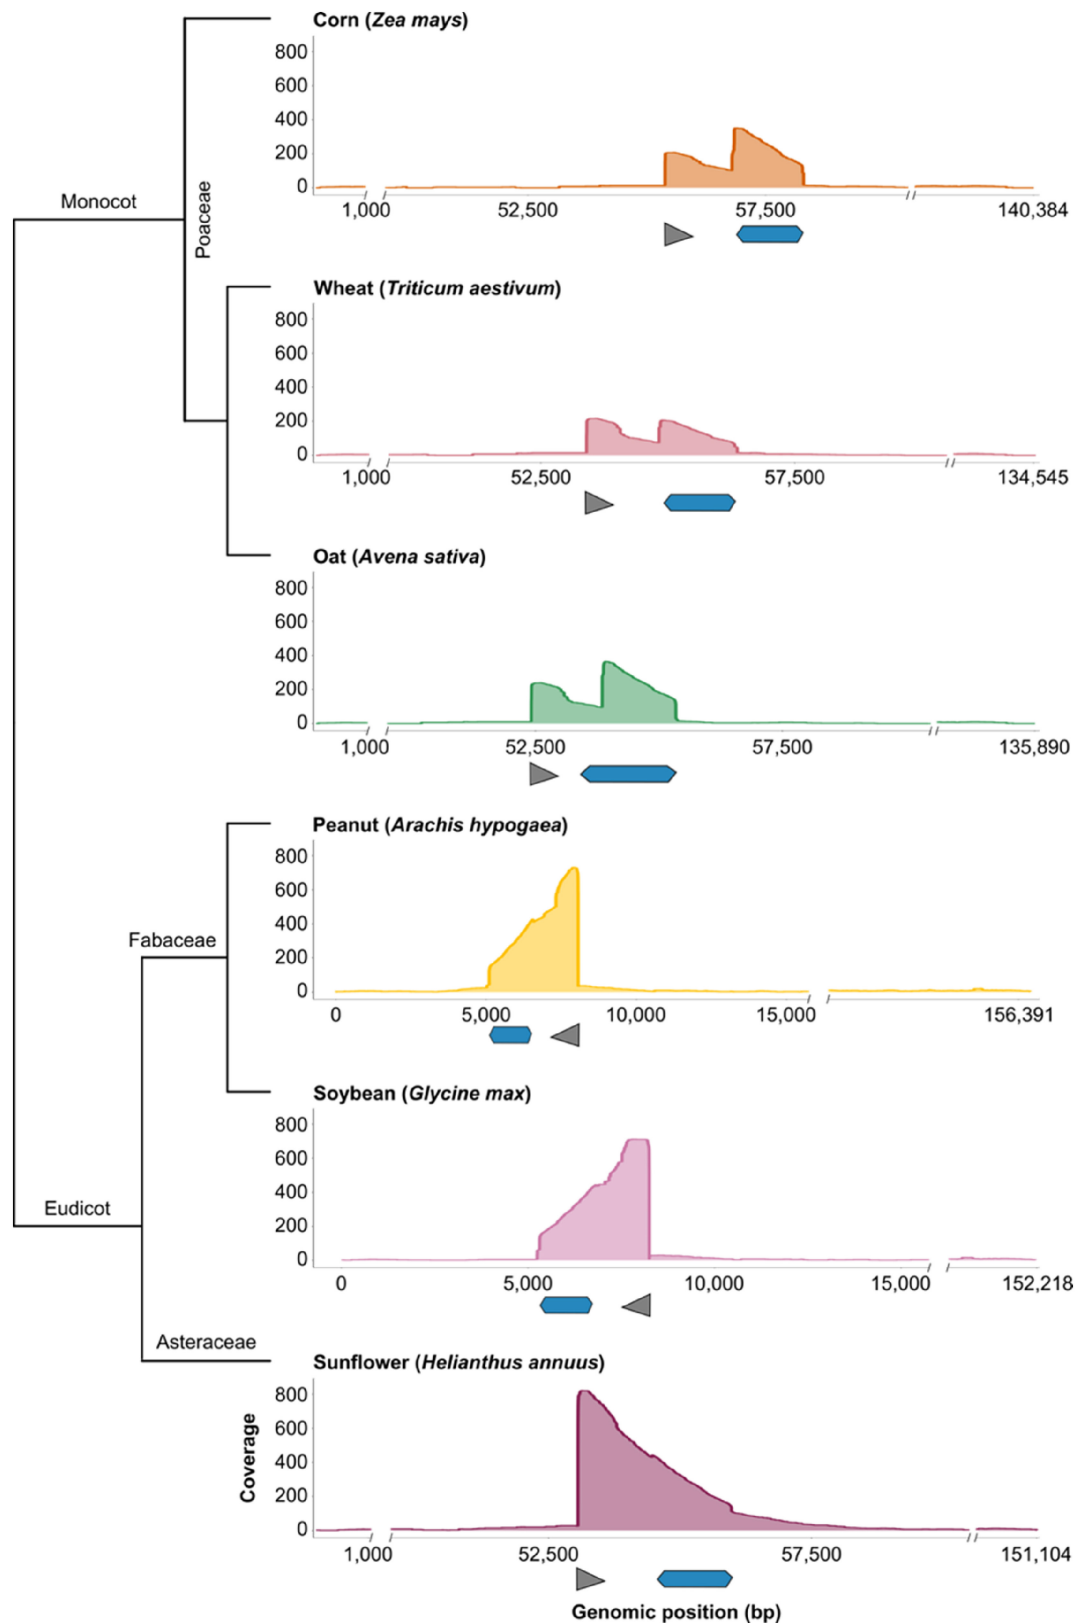 Corn (Zea mays)
800
600
400
200
0
1,000 52,500 57,500 140,384
Monocot
Poaceae
Wheat (Triticum aestivum)
800
600
400
200
0
1,000 52,500 57,500 134,545
Oat (Avena sativa)
800
600
400
200
0
1,000 52,500 57,500 135,890
Peanut (Arachis hypogaea)
800
600
400
200
0
0 5,000 10,000 15,000 156,391
Fabaceae
Soybean (Glycine max)
800
600
400
200
0
0 5,000 10,000 15,000 152,218
Eudicot
Asteraceae
Sunflower (Helianthus annuus)
800
600
400
200
0
Coverage
1,000 52,500 57,500 151,104
Genomic position (bp)